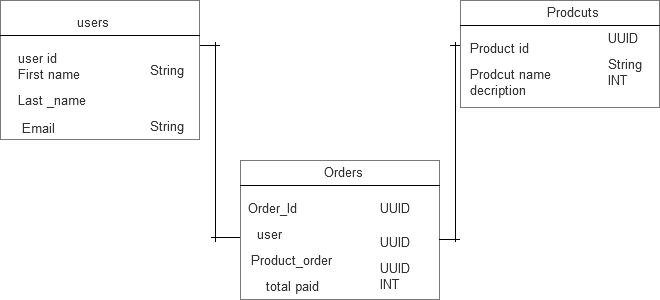 users
user id
First name String
Last _name
Email String
Prodcuts
Product id UUID
Prodcut name String
decription INT
Orders
Order_Id UUID
user UUID
Product_order UUID
total paid INT